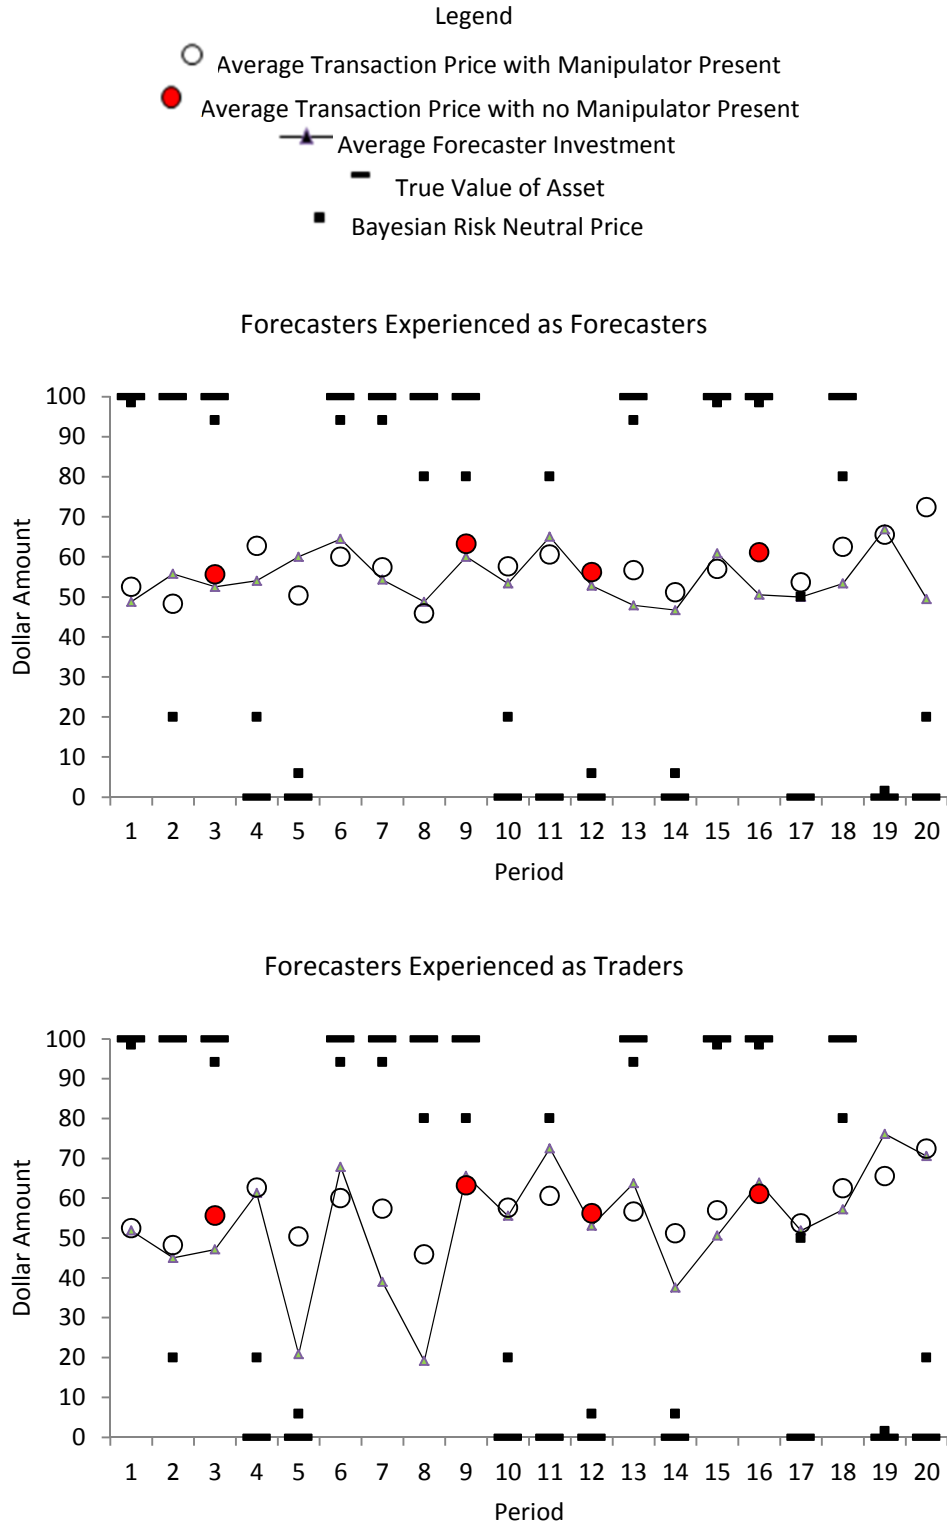 Legend
Average Transaction Price with Manipulator Present
Average Transaction Price with no Manipulator Present
Average Forecaster Investment
True Value of Asset
Bayesian Risk Neutral Price
Forecasters Experienced as Forecasters
100
90
80
70
60
50
40
30
20
10
0
Dollar Amount
1 2 3 4 5 6 7 8 9 10 11 12 13 14 15 16 17 18 19 20
Period
Forecasters Experienced as Traders
100
90
80
70
60
50
40
30
20
10
0
Dollar Amount
1 2 3 4 5 6 7 8 9 10 11 12 13 14 15 16 17 18 19 20
Period